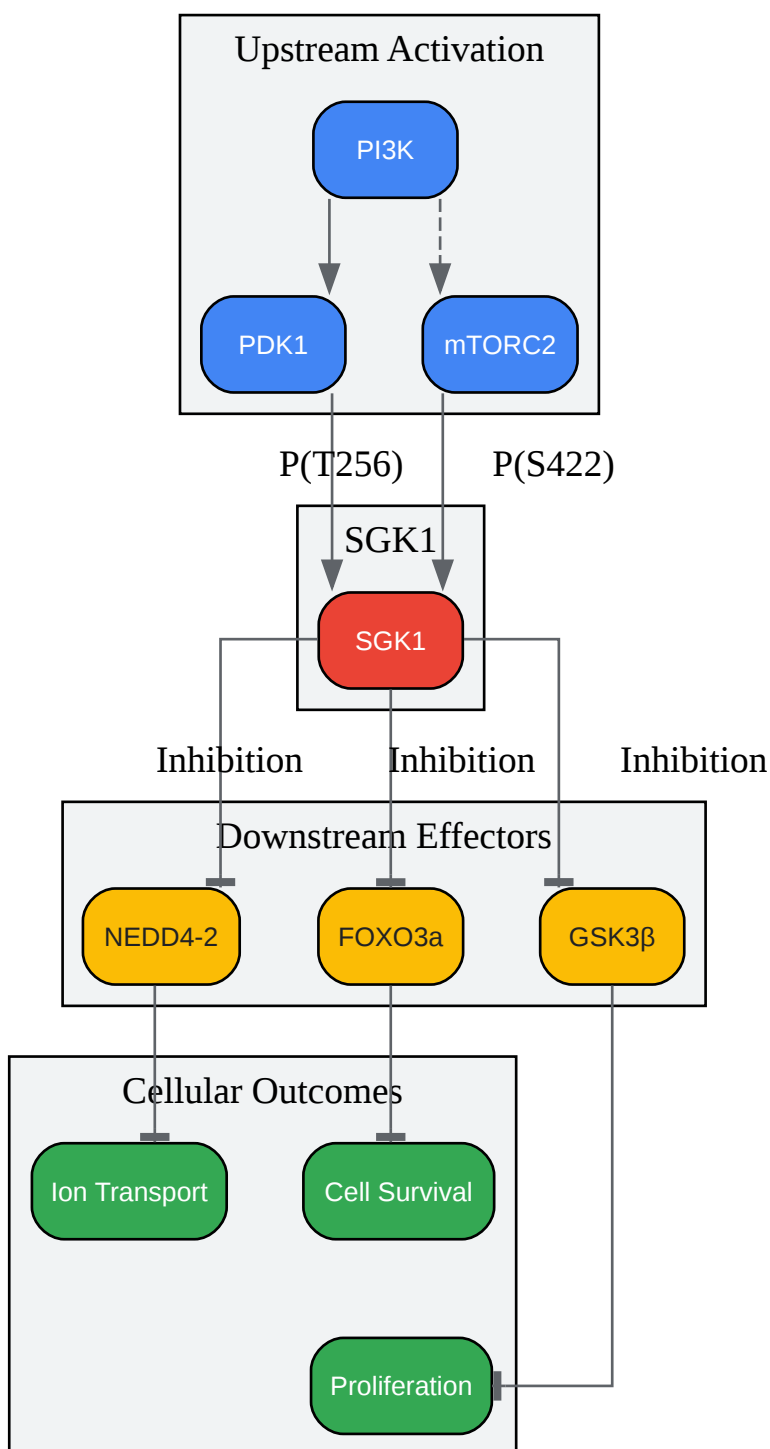 Upstream Activation
PI3K
PDK1
mTORC2
P(T256)
P(S422)
SGK1
SGK1
Inhibition
Inhibition
Inhibition
Downstream Effectors
NEDD4-2
FOXO3a
GSK3β
Cellular Outcomes
Ion Transport
Cell Survival
Proliferation